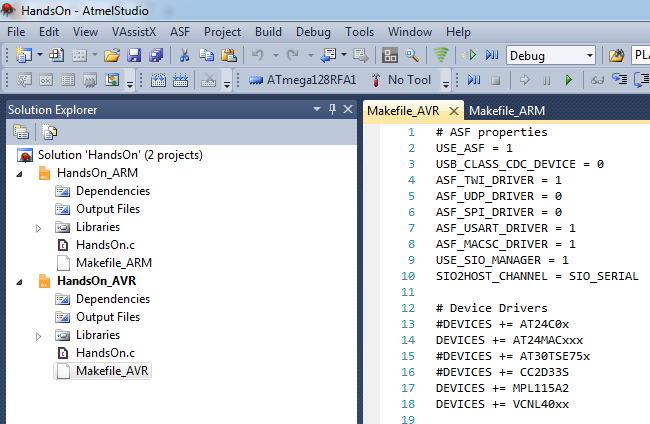 HandsOn - AtmelStudio
File Edit View VAssistX ASF Project Build Debug Tools Window Help
Debug PL
ATmega128RFA1 No Tool
Solution Explorer
Makefile_AVR Makefile_ARM
Solution 'HandsOn' (2 projects)
HandsOn_ARM
Dependencies
Output Files
Libraries
HandsOn.c
Makefile_ARM
HandsOn_AVR
Dependencies
Output Files
Libraries
HandsOn.c
Makefile_AVR
1 # ASF properties
2 USE_ASF = 1
3 USB_CLASS_CDC_DEVICE = 0
4 ASF_TWI_DRIVER = 1
5 ASF_UDP_DRIVER = 0
6 ASF_SPI_DRIVER = 0
7 ASF_USART_DRIVER = 1
8 ASF_MACSC_DRIVER = 1
9 USE_SIO_MANAGER = 1
10 SIO2HOST_CHANNEL = SIO_SERIAL
11
12 # Device Drivers
13 #DEVICES += AT24C0x
14 DEVICES += AT24MACxxx
15 #DEVICES += AT30TSE75x
16 #DEVICES += CC2D33S
17 DEVICES += MPL115A2
18 DEVICES += VCNL40xx
19